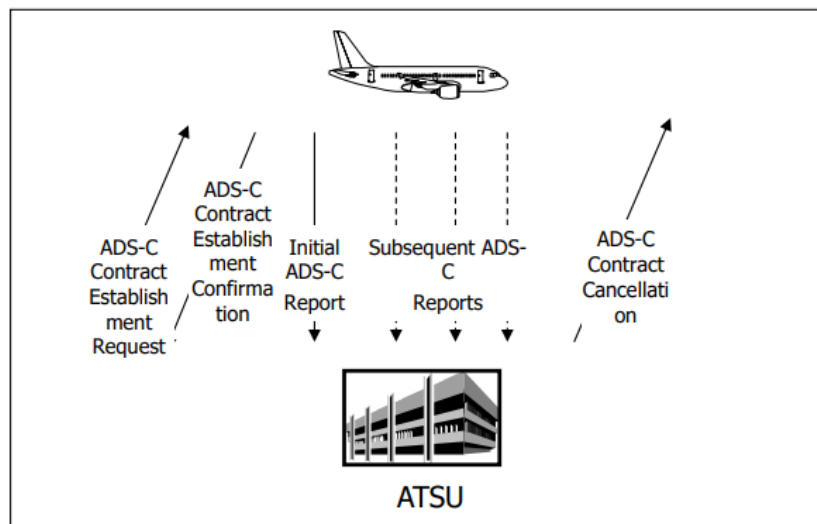 ADS-C
Contract
Establish
ment
Request
ADS-C
Contract
Establish
ment
Confirma
tion
Initial
ADS-C
Report
Subsequent ADS-
C
Reports
ADS-C
Contract
Cancellati
on
ATSU